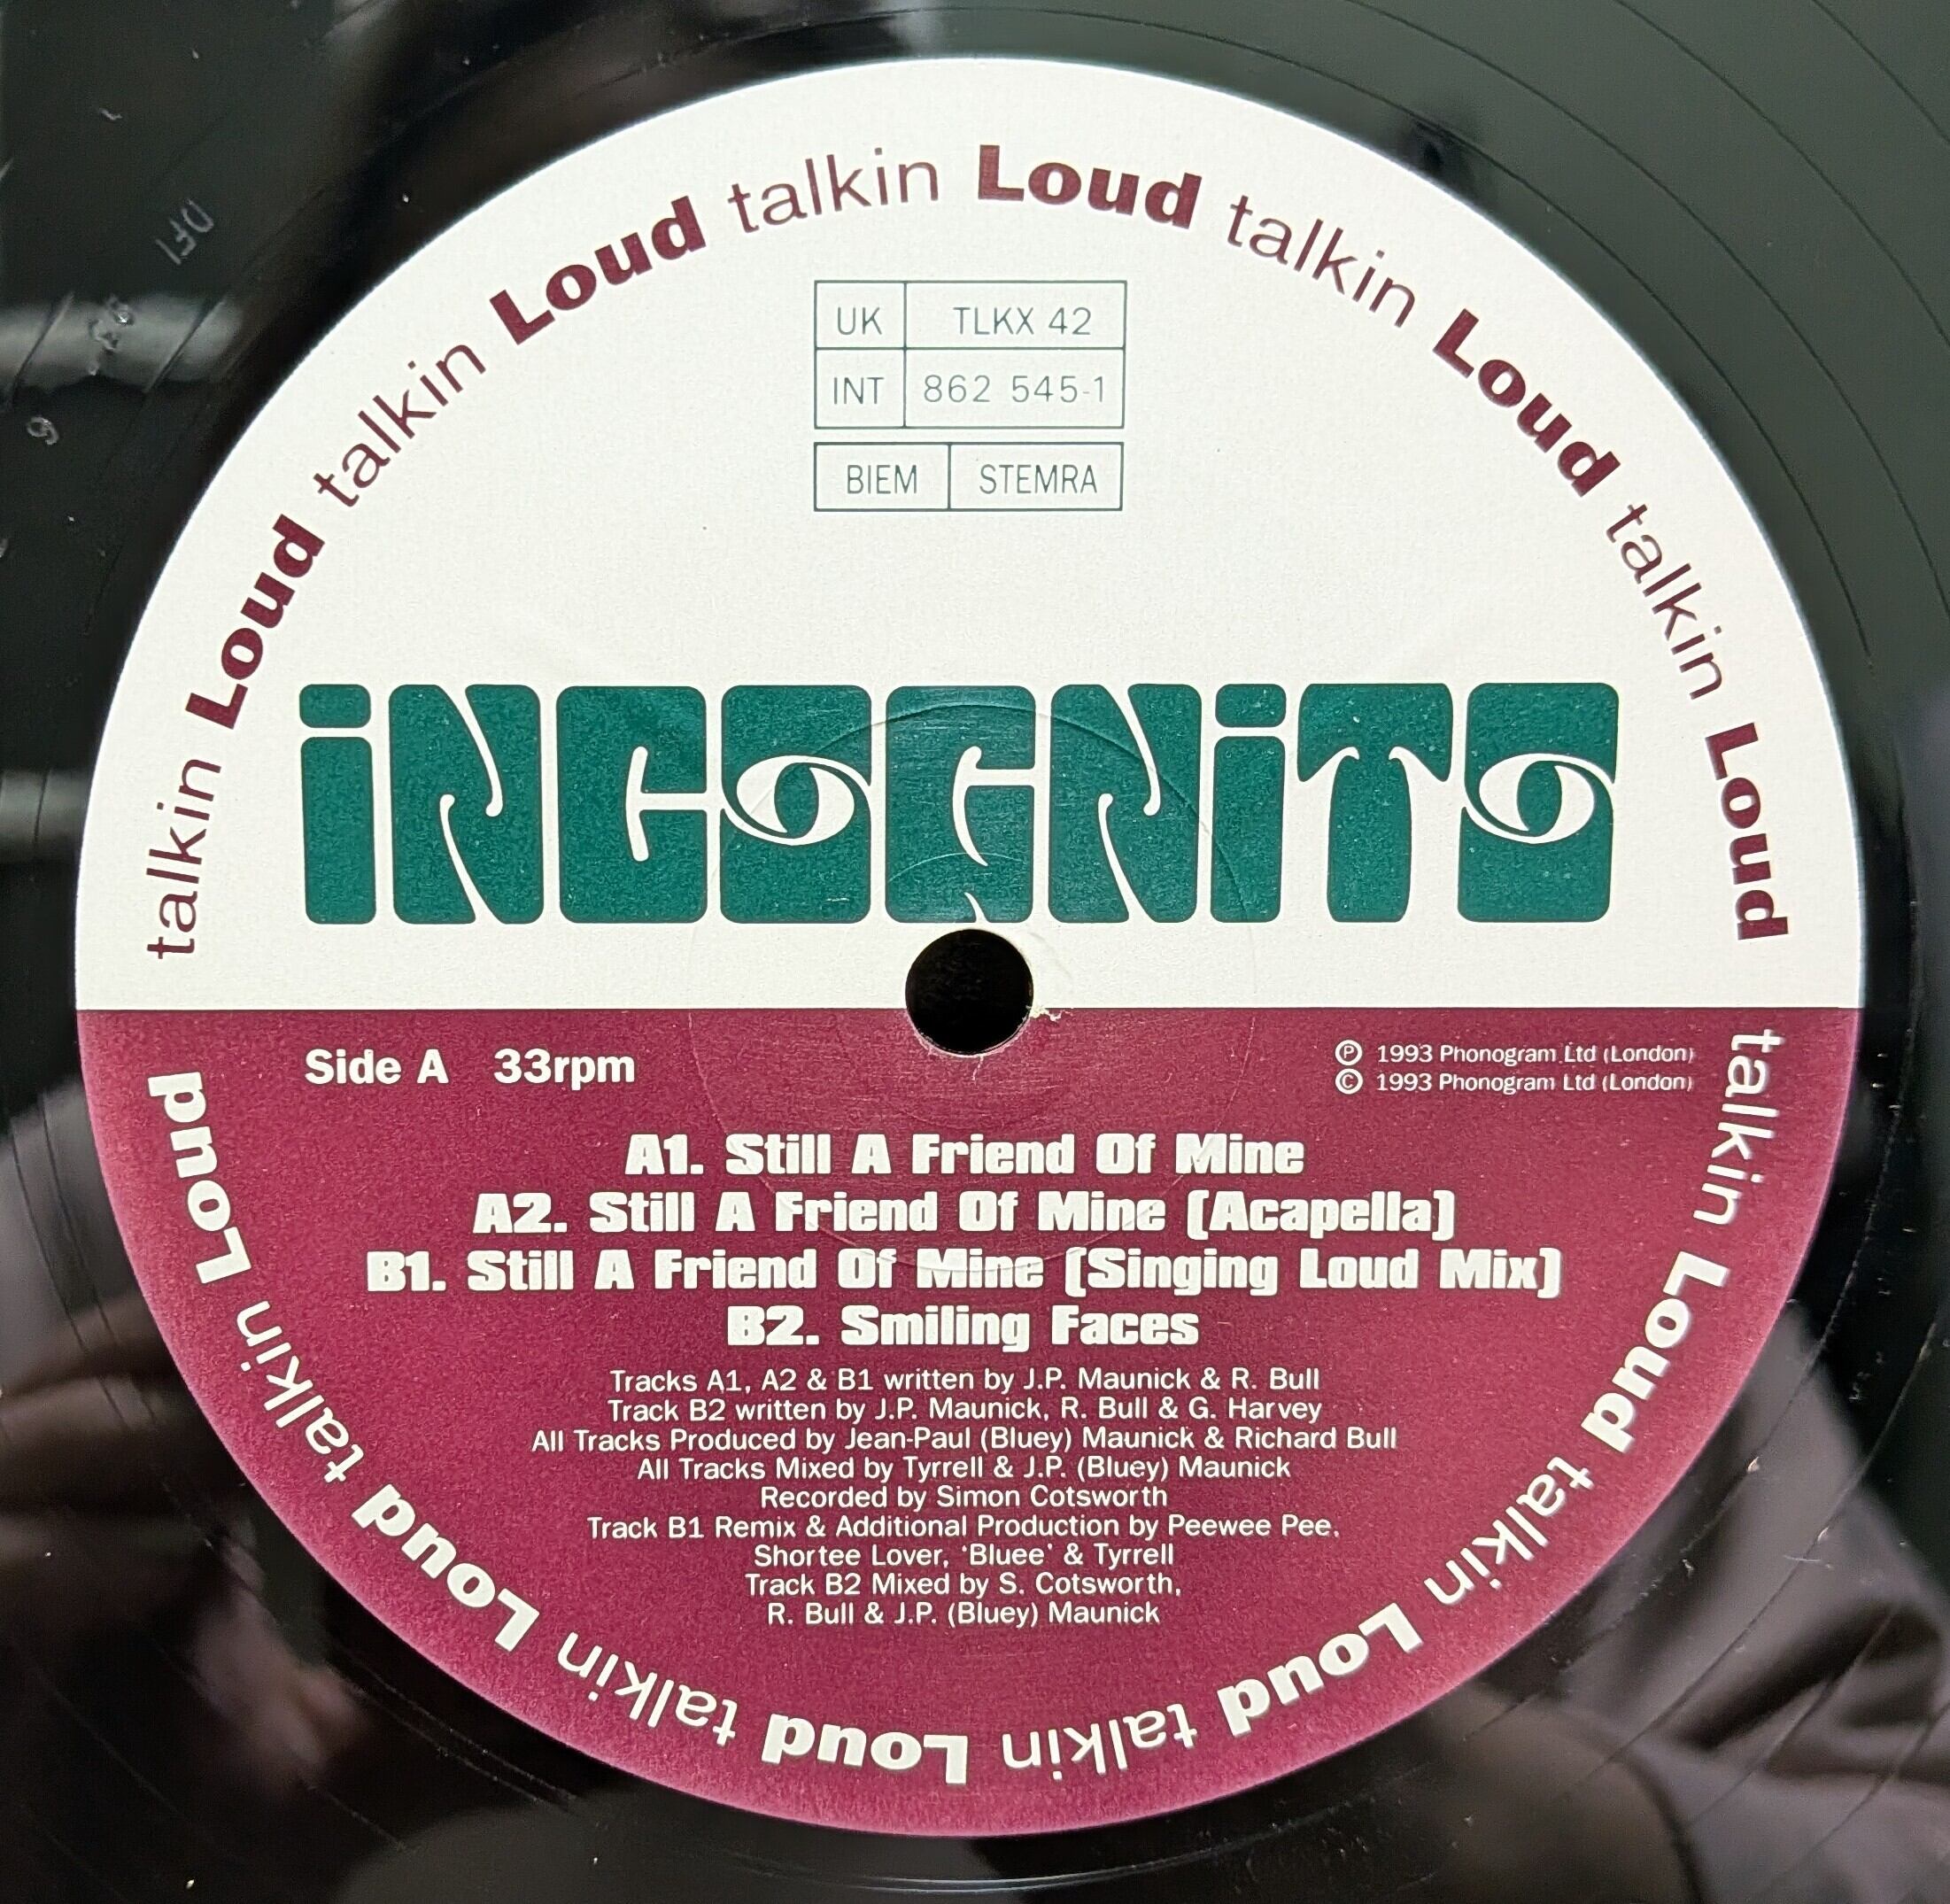 talkin Loud talkin Loud talkin Loud talkin Loud talkin Loud
UK TLKX 42
INT 862 545-1
BIEM STEMRA
iNCOGNiTO
Side A 33rpm
℗ 1993 Phonogram Ltd (London)
© 1993 Phonogram Ltd (London)
A1. Still A Friend Of Mine
A2. Still A Friend Of Mine (Acapella)
B1. Still A Friend Of Mine (Singing Loud Mix)
B2. Smiling Faces
Tracks A1, A2 & B1 written by J.P. Maunick & R. Bull
Track B2 written by J.P. Maunick, R. Bull & G. Harvey
All Tracks Produced by Jean-Paul (Bluey) Maunick & Richard Bull
All Tracks Mixed by Tyrrell & J.P. (Bluey) Maunick
Recorded by Simon Cotsworth
Track B1 Remix & Additional Production by Peewee Pee,
Shortee Lover, ‘Bluee’ & Tyrrell
Track B2 Mixed by S. Cotsworth,
R. Bull & J.P. (Bluey) Maunick
talkin Loud talkin Loud talkin Loud talkin Loud talkin Loud